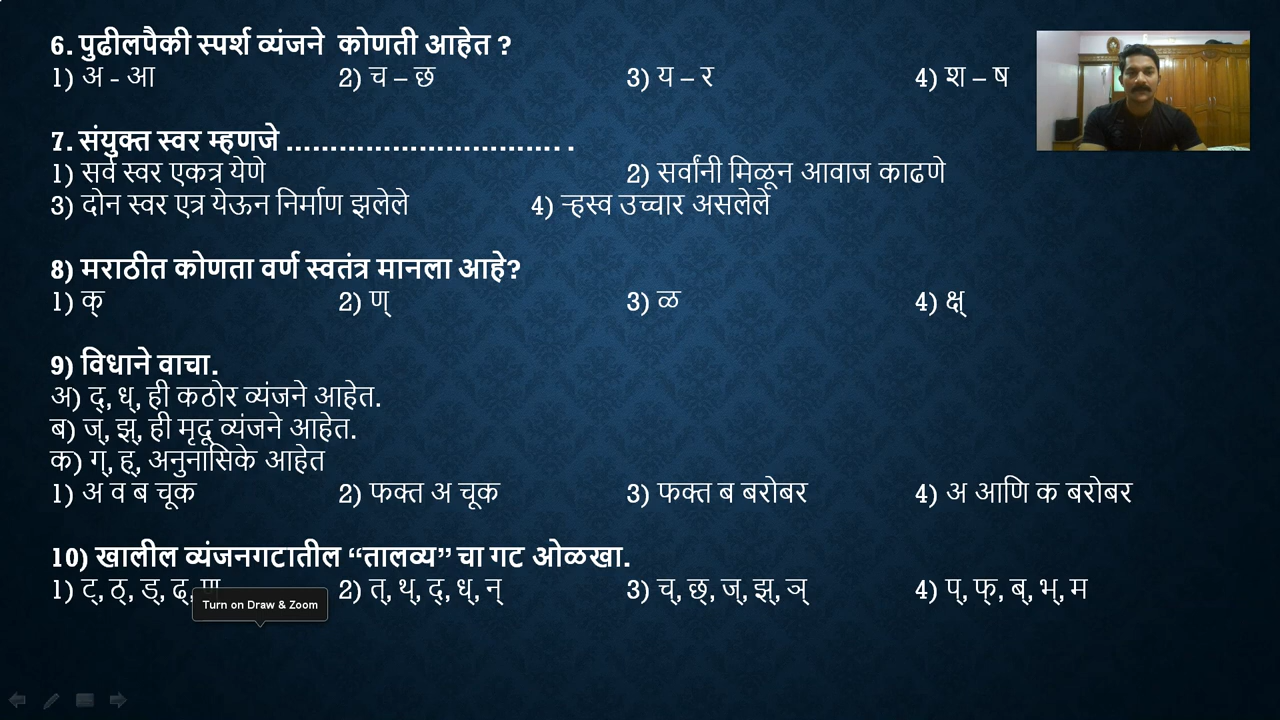 6. पुढीलपैकी स्पर्श व्यंजने कोणती आहेत ?
1) अ - आ 2) च – छ 3) य – र 4) श – ष
7. संयुक्त स्वर म्हणजे ................................
1) सर्व स्वर एकत्र येणे 2) सर्वांनी मिळून आवाज काढणे
3) दोन स्वर एत्र येऊन निर्माण झलेले 4) ऱ्हस्व उच्चार असलेले
8) मराठीत कोणता वर्ण स्वतंत्र मानला आहे?
1) क् 2) ण् 3) ळ 4) क्ष्
9) विधाने वाचा.
अ) द्, ध्, ही कठोर व्यंजने आहेत.
ब) ज्, झ्, ही मृदू व्यंजने आहेत.
क) ग्, ह्, अनुनासिके आहेत
1) अ व ब चूक 2) फक्त अ चूक 3) फक्त ब बरोबर 4) अ आणि क बरोबर
10) खालील व्यंजनगटातील “तालव्य” चा गट ओळखा.
1) ट्, ठ्, ड्, ढ्, 2) त्, थ्, द्, ध्, न् 3) च्, छ्, ज्, झ्, ञ् 4) प्, फ्, ब्, भ्, म
Turn on Draw & Zoom